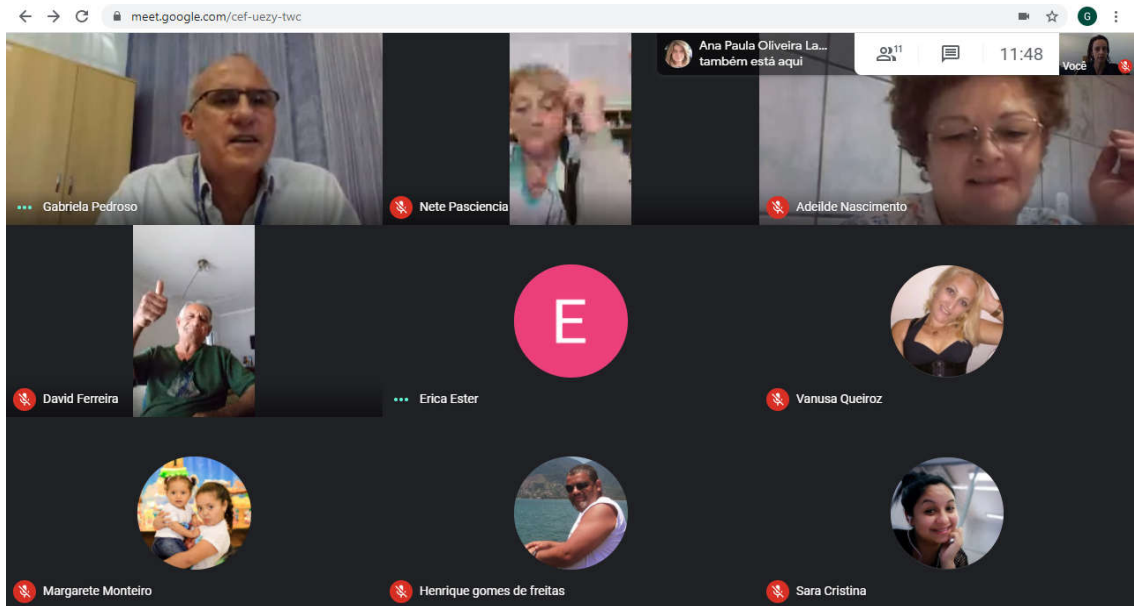 meet.google.com/cef-uezy-twc
G
Ana Paula Oliveira La...
também está aqui
11
11:48
Você
Gabriela Pedroso
Nete Pasciencia
Adeilde Nascimento
E
David Ferreira
Erica Ester
Vanusa Queiroz
Margarete Monteiro
Henrique gomes de freitas
Sara Cristina